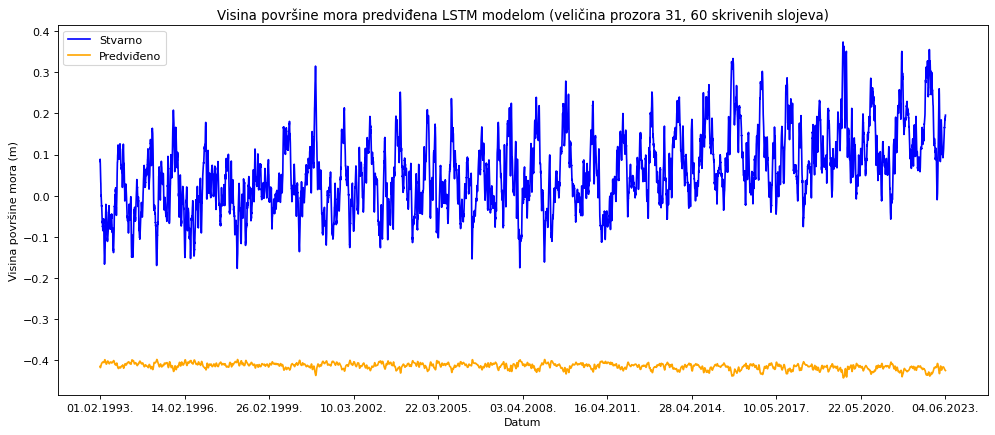 Visina površine mora predviđena LSTM modelom (veličina prozora 31, 60 skrivenih slojeva)
Stvarno
Predviđeno
Visina površine mora (m)
0.4
0.3
0.2
0.1
0.0
−0.1
−0.2
−0.3
−0.4
01.02.1993. 14.02.1996. 26.02.1999. 10.03.2002. 22.03.2005. 03.04.2008. 16.04.2011. 28.04.2014. 10.05.2017. 22.05.2020. 04.06.2023.
Datum